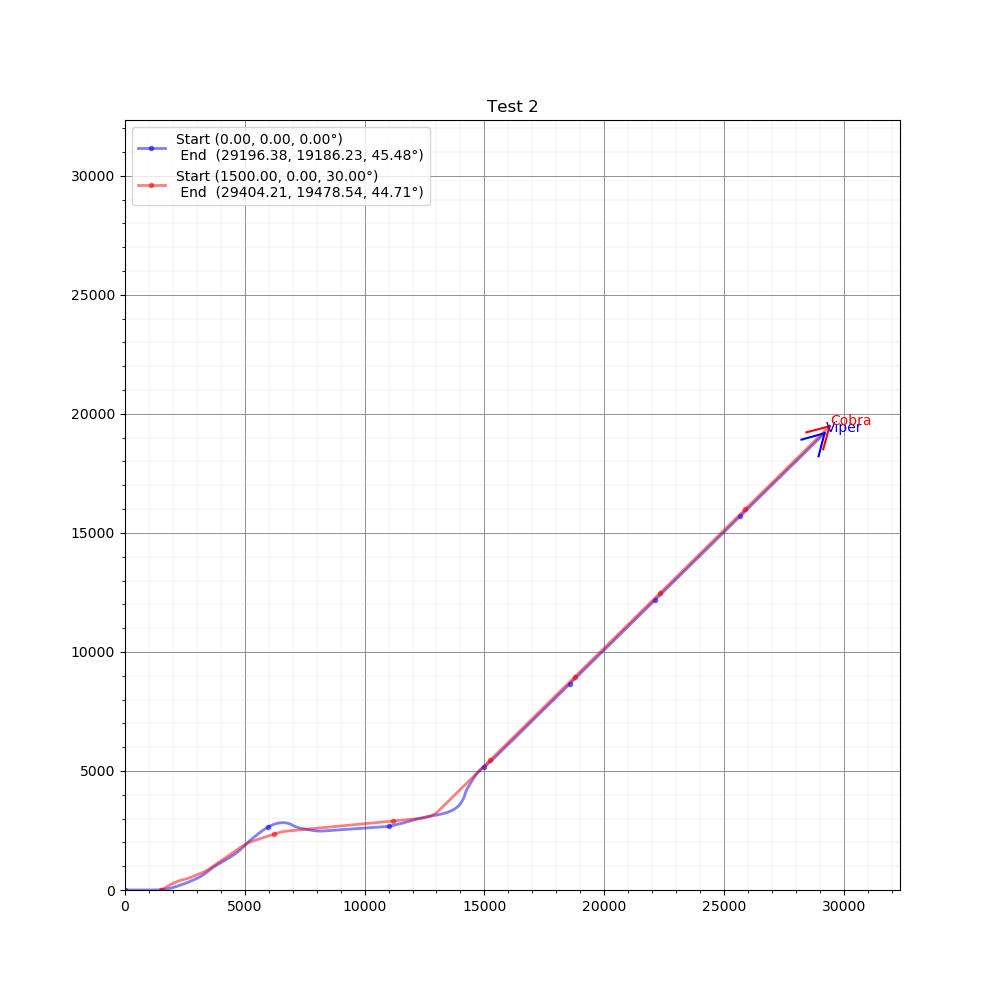 Test 2
Start (0.00, 0.00, 0.00°)
End (29196.38, 19186.23, 45.48°)
Start (1500.00, 0.00, 30.00°)
End (29404.21, 19478.54, 44.71°)
30000
25000
20000
Cobra
Viper
15000
10000
5000
0
0 5000 10000 15000 20000 25000 30000